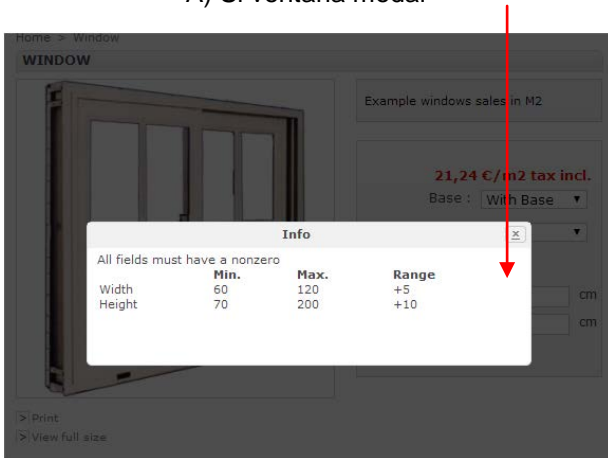 A) Si ventana modal
Home > Window
WINDOW
Example windows sales in M2
21,24 €/m2 tax incl.
Base : With Base ▼
Info x
All fields must have a nonzero
Min. Max. Range
Width 60 120 +5
Height 70 200 +10
cm
cm
> Print
> View full size